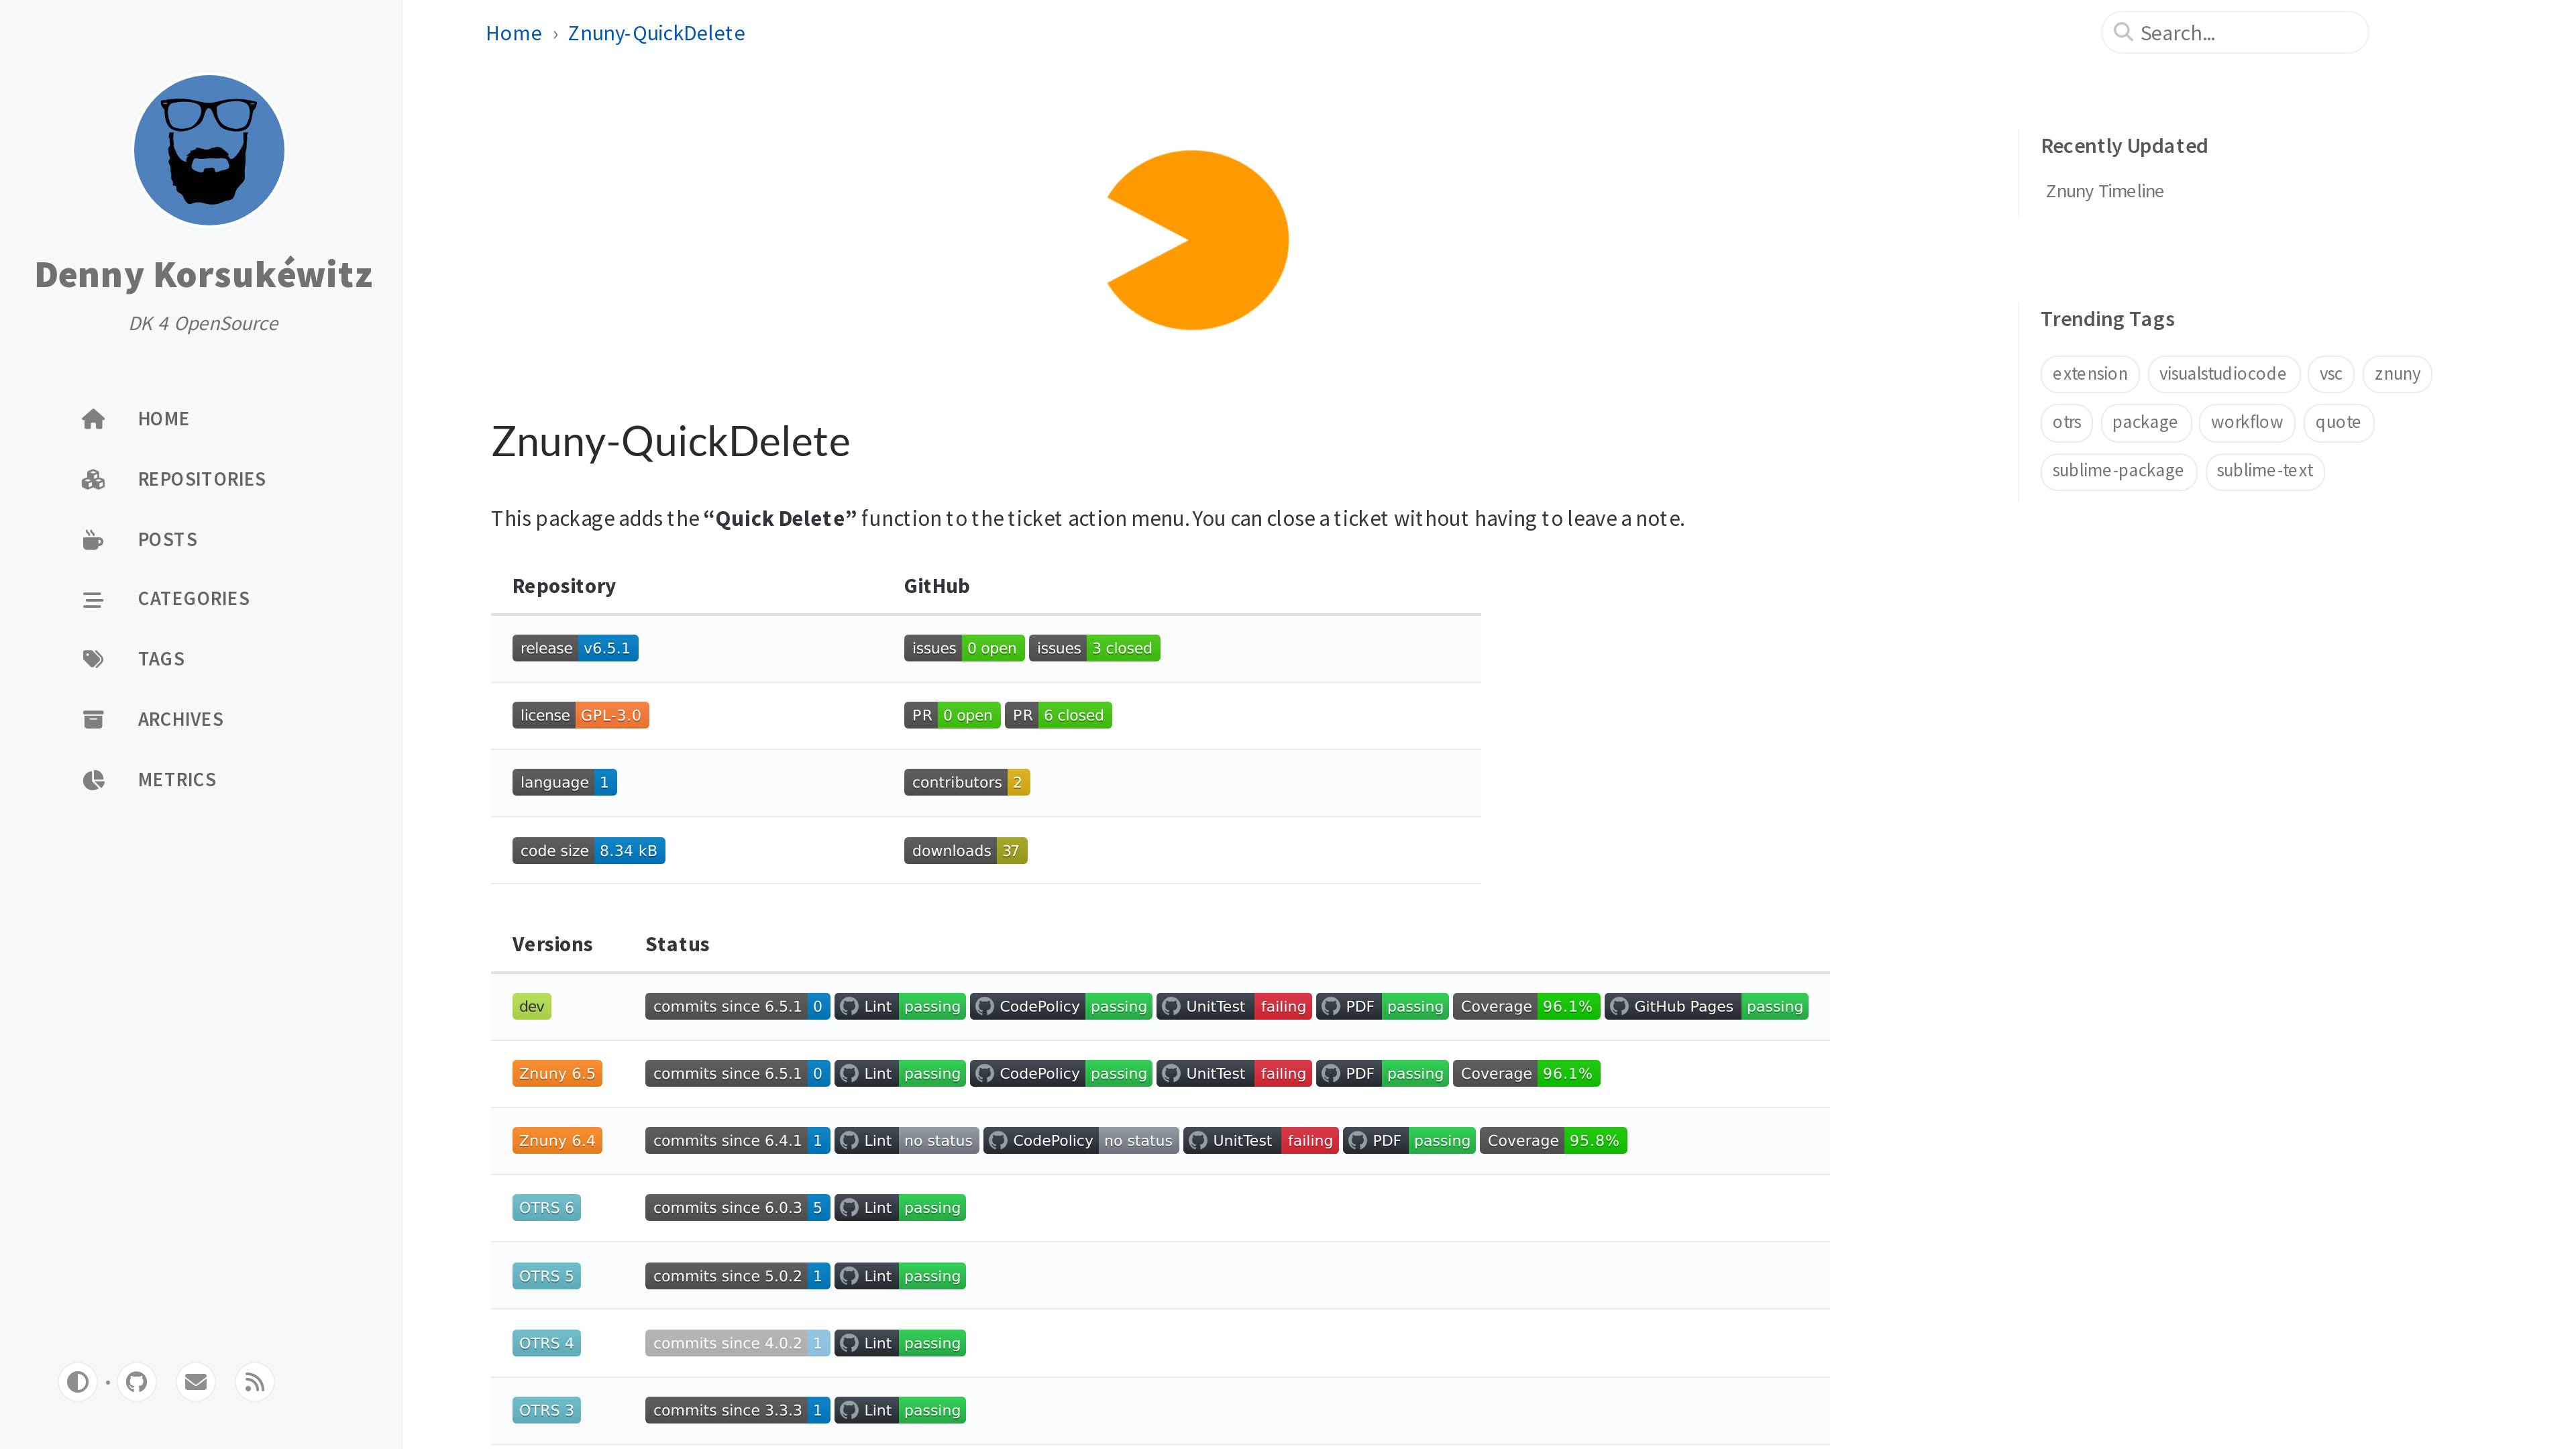 Denny Korsukéwitz
DK 4 OpenSource
HOME
REPOSITORIES
POSTS
CATEGORIES
TAGS
ARCHIVES
METRICS
Home › Znuny-QuickDelete
Search...
Znuny-QuickDelete
This package adds the “Quick Delete” function to the ticket action menu. You can close a ticket without having to leave a note.
Repository GitHub
release v6.5.1 issues 0 open issues 3 closed
license GPL-3.0 PR 0 open PR 6 closed
language 1 contributors 2
code size 8.34 kB downloads 37
Versions Status
dev commits since 6.5.1 0 Lint passing CodePolicy passing UnitTest failing PDF passing Coverage 96.1% GitHub Pages passing
Znuny 6.5 commits since 6.5.1 0 Lint passing CodePolicy passing UnitTest failing PDF passing Coverage 96.1%
Znuny 6.4 commits since 6.4.1 1 Lint no status CodePolicy no status UnitTest failing PDF passing Coverage 95.8%
OTRS 6 commits since 6.0.3 5 Lint passing
OTRS 5 commits since 5.0.2 1 Lint passing
OTRS 4 commits since 4.0.2 1 Lint passing
OTRS 3 commits since 3.3.3 1 Lint passing
Recently Updated
Znuny Timeline
Trending Tags
extension visualstudiocode vsc znuny
otrs package workflow quote
sublime-package sublime-text